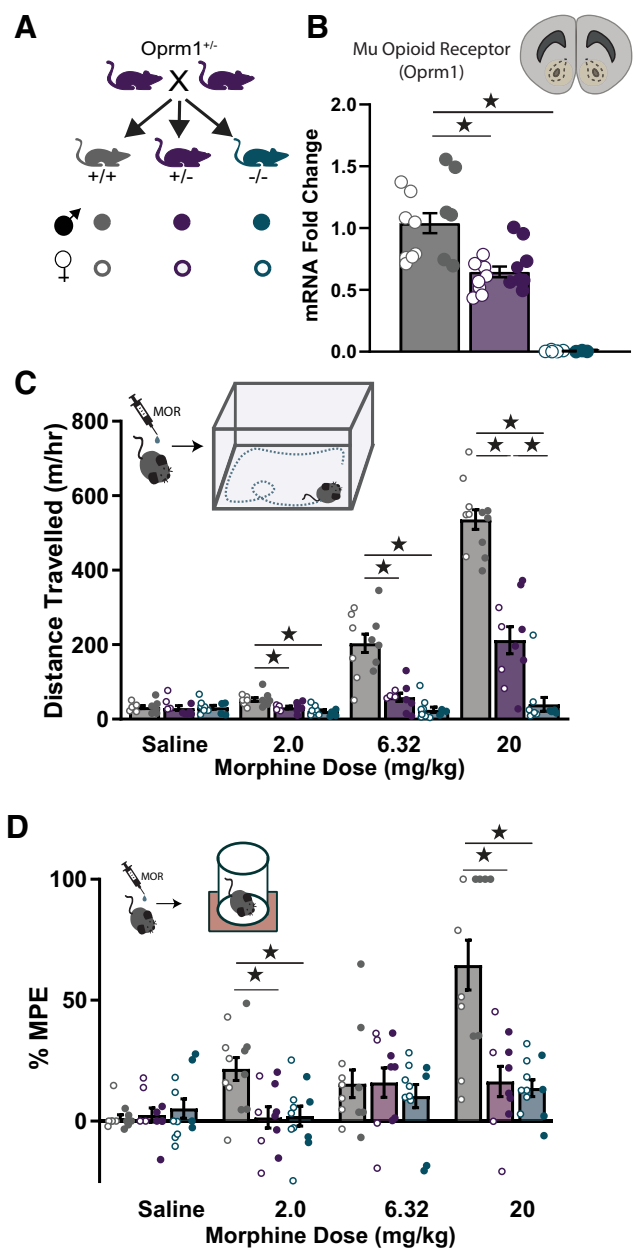 A
Oprm1+/-
X
+/+
+/-
-/-
B
Mu Opioid Receptor
(Oprm1)
mRNA Fold Change
2.0
1.5
1.0
0.5
0.0
C
MOR
Distance Travelled (m/hr)
800
600
400
200
0
Saline
2.0
6.32
20
Morphine Dose (mg/kg)
D
MOR
% MPE
100
50
0
Saline
2.0
6.32
20
Morphine Dose (mg/kg)